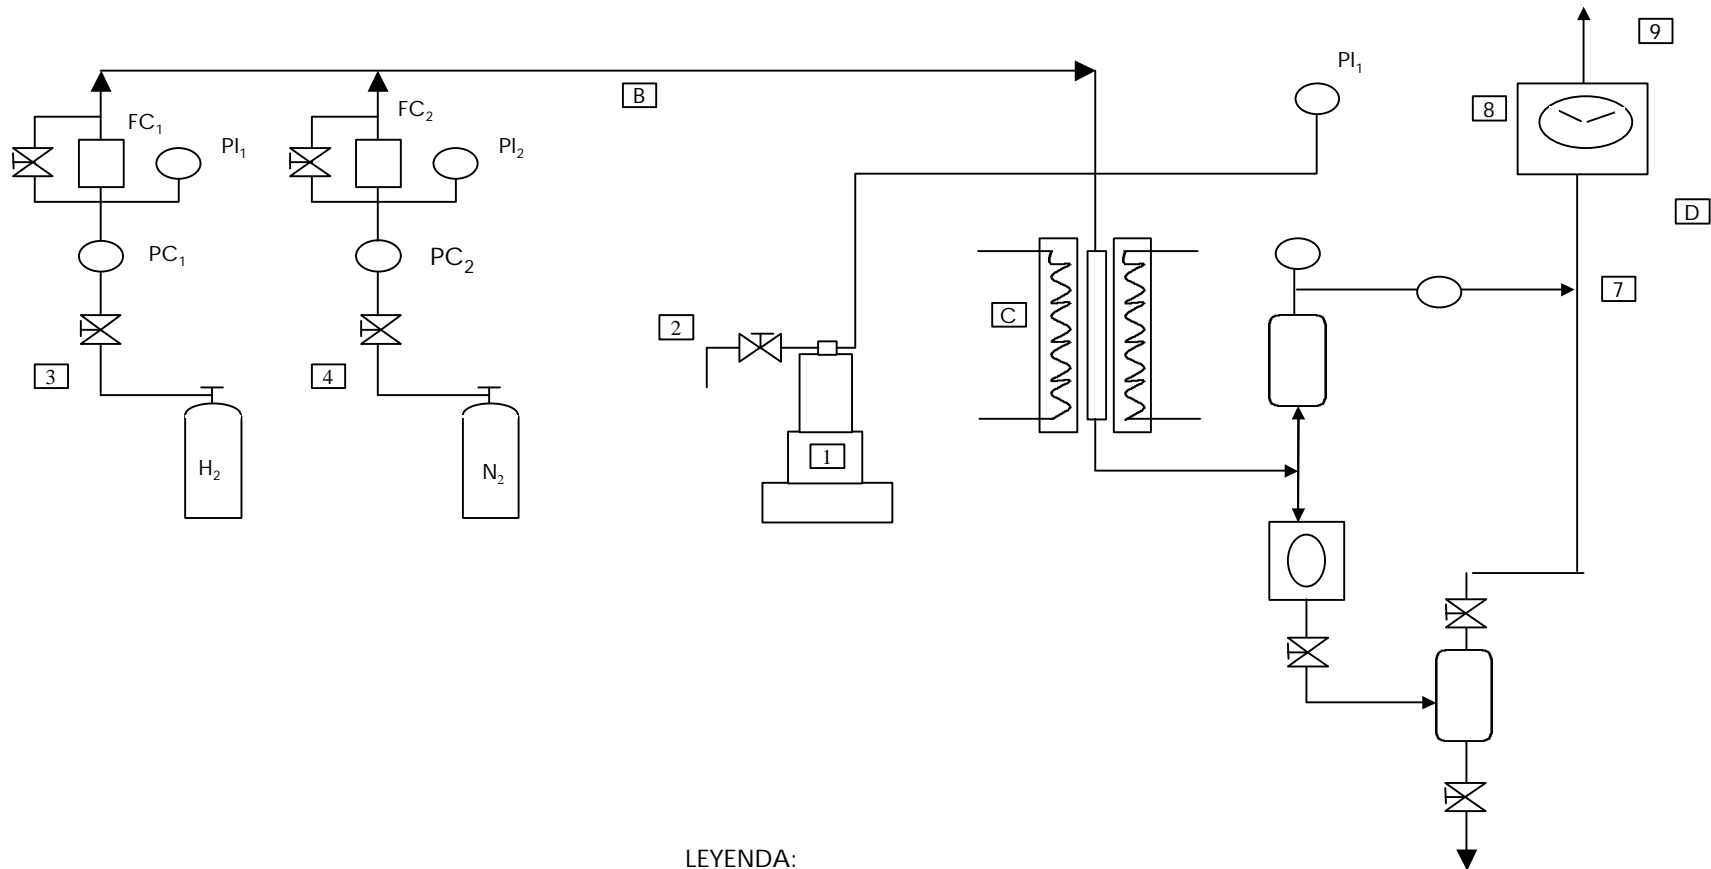 9
PI₁
B
8
FC₁
FC₂
PI₁
PI₂
D
PC₁
PC₂
7
C
2
3
4
1
H₂
N₂
LEYENDA: